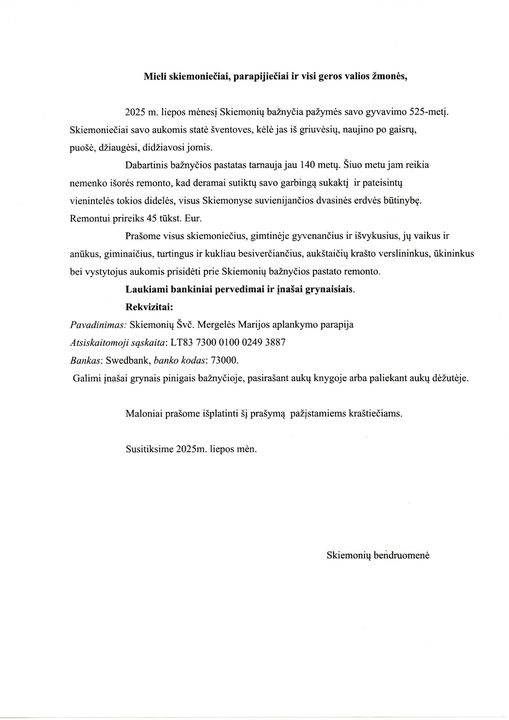 Mieli skiemoniečiai, parapijiečiai ir visi geros valios žmonės,
2025 m. liepos mėnesį Skiemonių bažnyčia pažymės savo gyvavimo 525-metį.
Skiemoniečiai savo aukomis statė šventoves, kėlė jas iš griuvėsių, naujino po gaisrų,
puošė, džiaugėsi, didžiavosi jomis.
Dabartinis bažnyčios pastatas tarnauja jau 140 metų. Šiuo metu jam reikia
nemenko išorės remonto, kad deramai sutiktų savo garbingą sukaktį ir pateisintų
vienintelės tokios didelės, visus Skiemonyse suvienijančios dvasinės erdvės būtinybę.
Remontui prireiks 45 tūkst. Eur.
Prašome visus skiemoniečius, gimtinėje gyvenančius ir išvykusius, jų vaikus ir
anūkus, giminaičius, turtingus ir kukliau besiverčiančius, aukštaičių krašto verslininkus, ūkininkus
bei vystytojus aukomis prisidėti prie Skiemonių bažnyčios pastato remonto.
Laukiami bankiniai pervedimai ir įnašai grynaisiais.
Rekvizitai:
Pavadinimas: Skiemonių Švč. Mergelės Marijos aplankymo parapija
Atsiskaitomoji sąskaita: LT83 7300 0100 0249 3887
Bankas: Swedbank, banko kodas: 73000.
Galimi įnašai grynais pinigais bažnyčioje, pasirašant aukų knygoje arba paliekant aukų dėžutėje.
Maloniai prašome išplatinti šį prašymą pažįstamiems kraštiečiams.
Susitiksime 2025m. liepos mėn.
Skiemonių bendruomenė